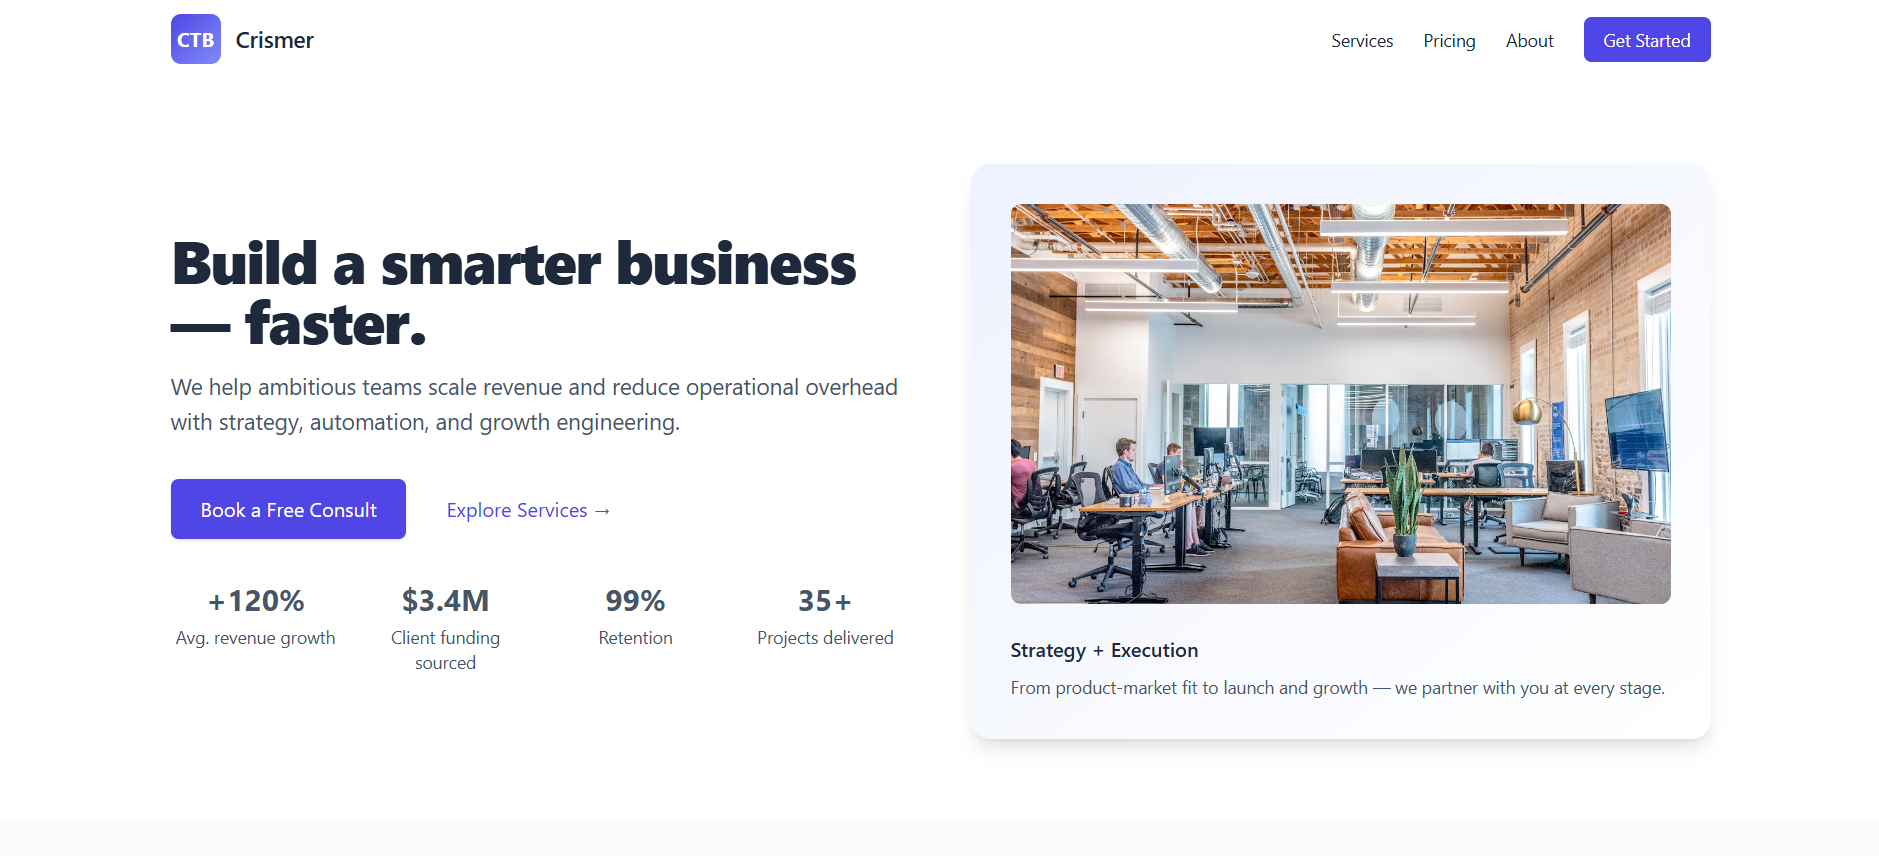 CTB
Crismer
Services
Pricing
About
Get Started
Build a smarter business
— faster.
We help ambitious teams scale revenue and reduce operational overhead
with strategy, automation, and growth engineering.
Book a Free Consult
Explore Services →
+120%
Avg. revenue growth
$3.4M
Client funding
sourced
99%
Retention
35+
Projects delivered
Strategy + Execution
From product-market fit to launch and growth — we partner with you at every stage.